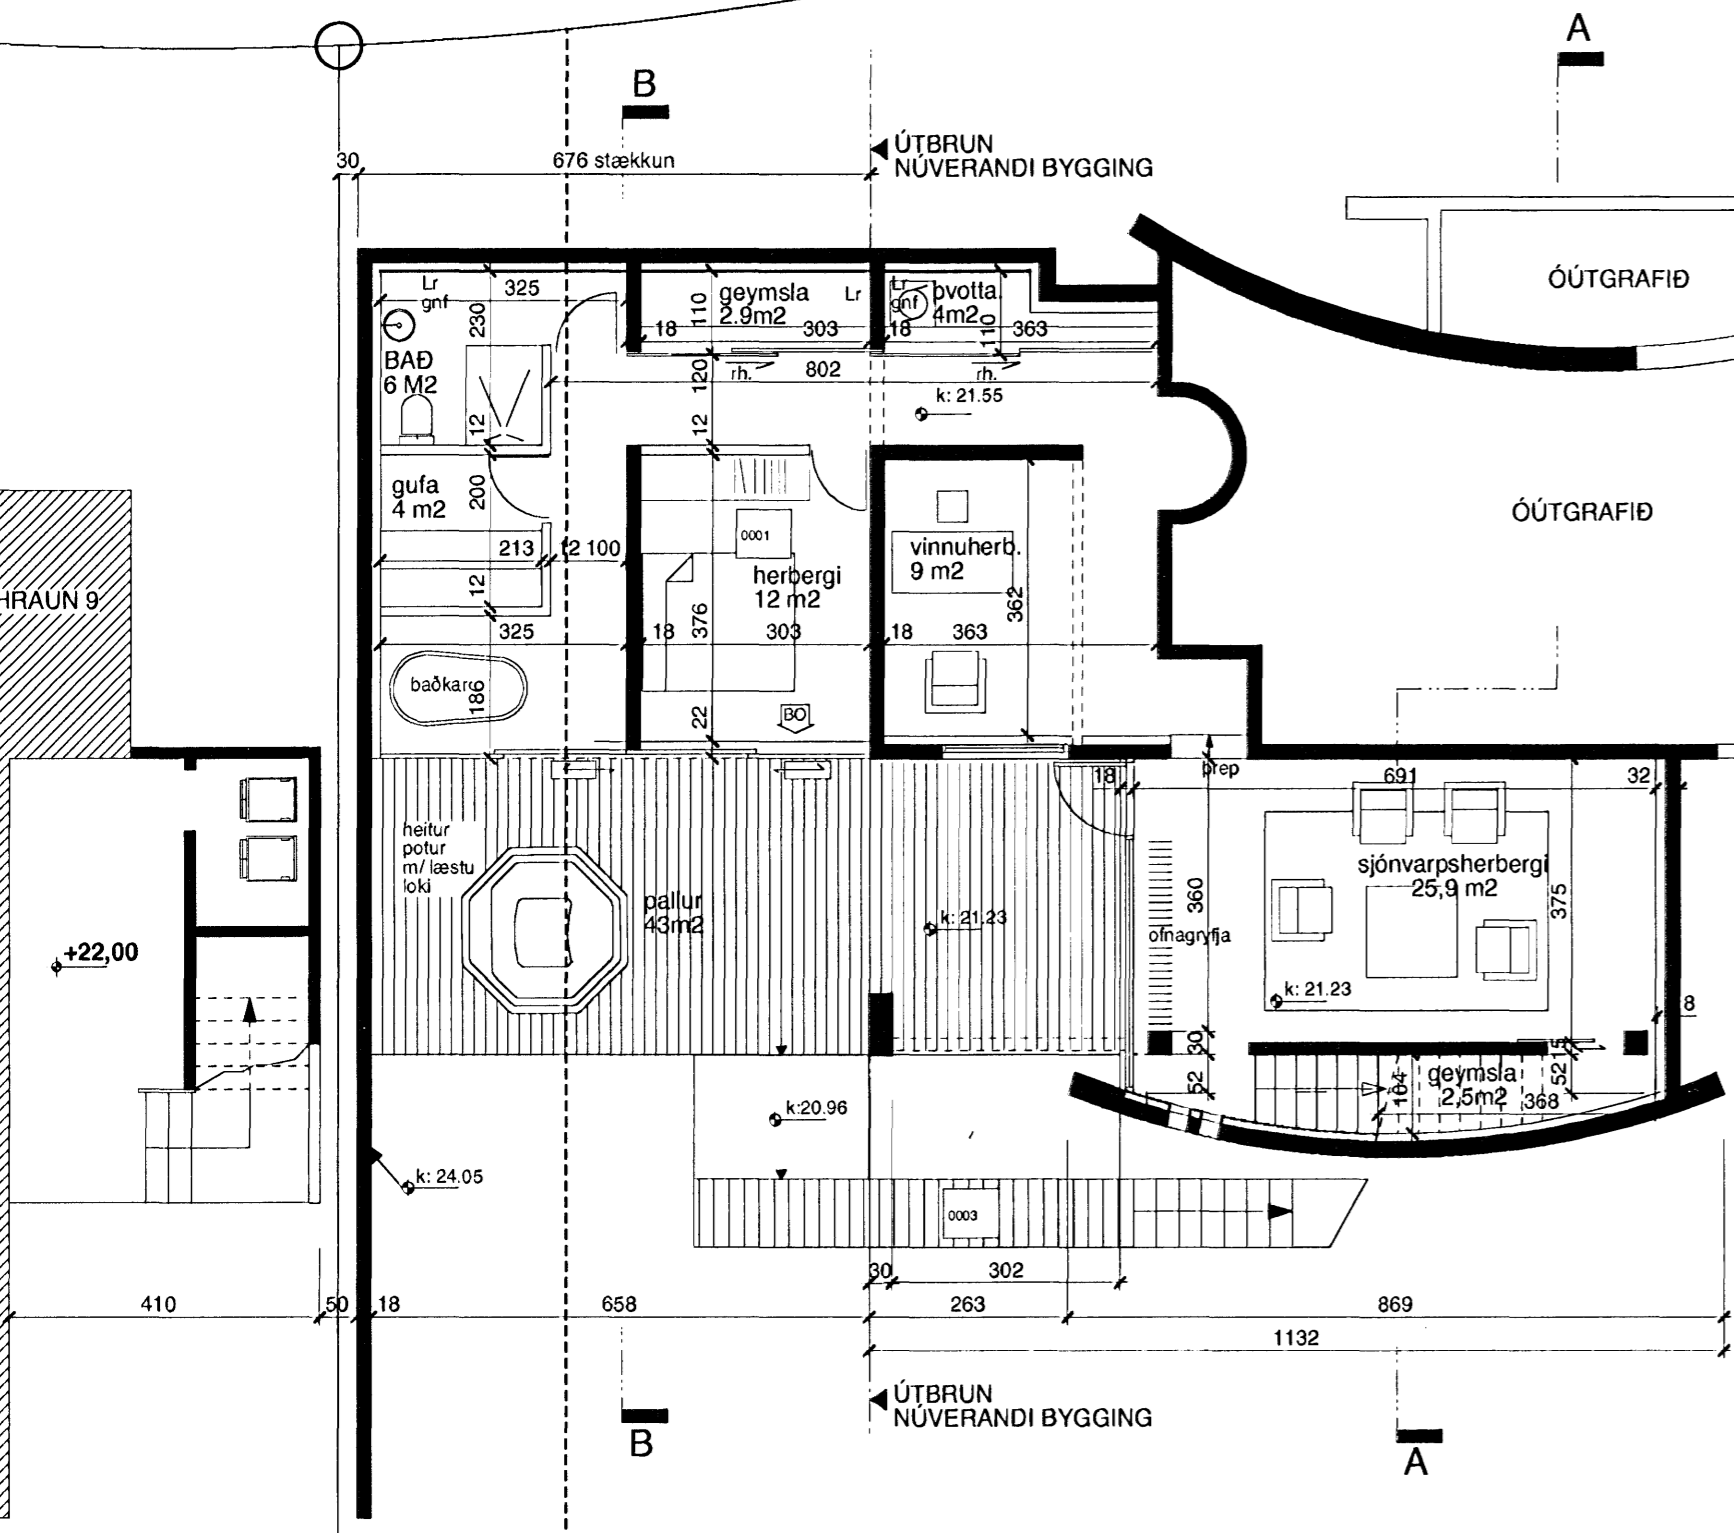 A
B
ÚTBRUN
NÚVERANDI BYGGING
30
676 stækkun
ÓÚTGRAFIÐ
Lr
gnf
325
230
110
geymsla
2.9m2
Lr
18
303
Lr
gnf
þvotta.
4m2
18
110
363
BAÐ
6 M2
120
rh.
802
rh.
k: 21.55
12
12
gufa
4 m2
200
ÓÚTGRAFIÐ
213
12
100
0001
vinnuherb.
9 m2
herbergi
12 m2
HRAUN 9
12
376
362
325
18
303
18
363
baðkar
186
22
BO
18
þrep
691
32
heitur
potur
m/ læstu
loki
sjónvarpsherbergi
25,9 m2
360
375
pallur
43m2
k: 21.23
ofnagryfja
+22,00
k: 21.23
8
30
15
52
52
104
geymsla
2,5m2
368
k:20.96
k: 24.05
0003
30
302
410
50
18
658
263
869
1132
ÚTBRUN
NÚVERANDI BYGGING
B
A